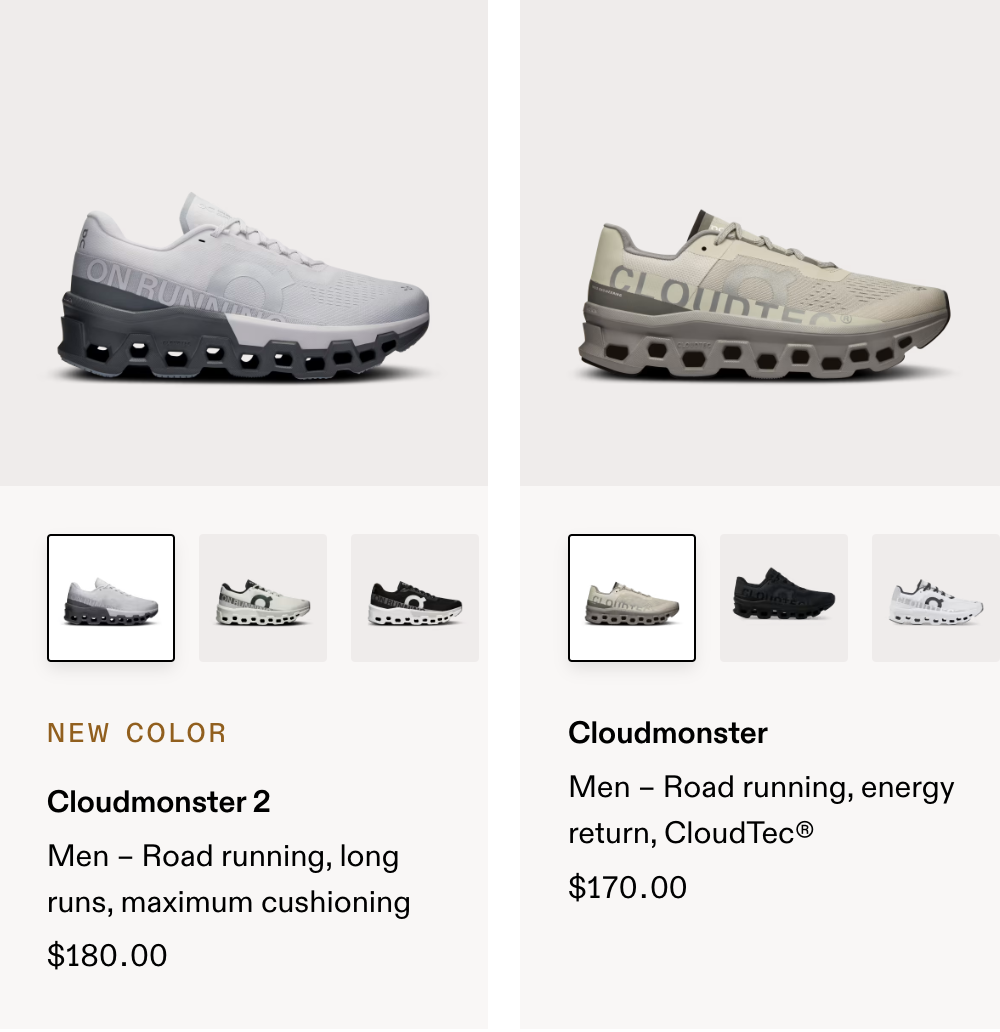 ON RUNNING
CLOUDTEC®
NEW COLOR
Cloudmonster 2
Men – Road running, long
runs, maximum cushioning
$180.00
Cloudmonster
Men – Road running, energy
return, CloudTec®
$170.00